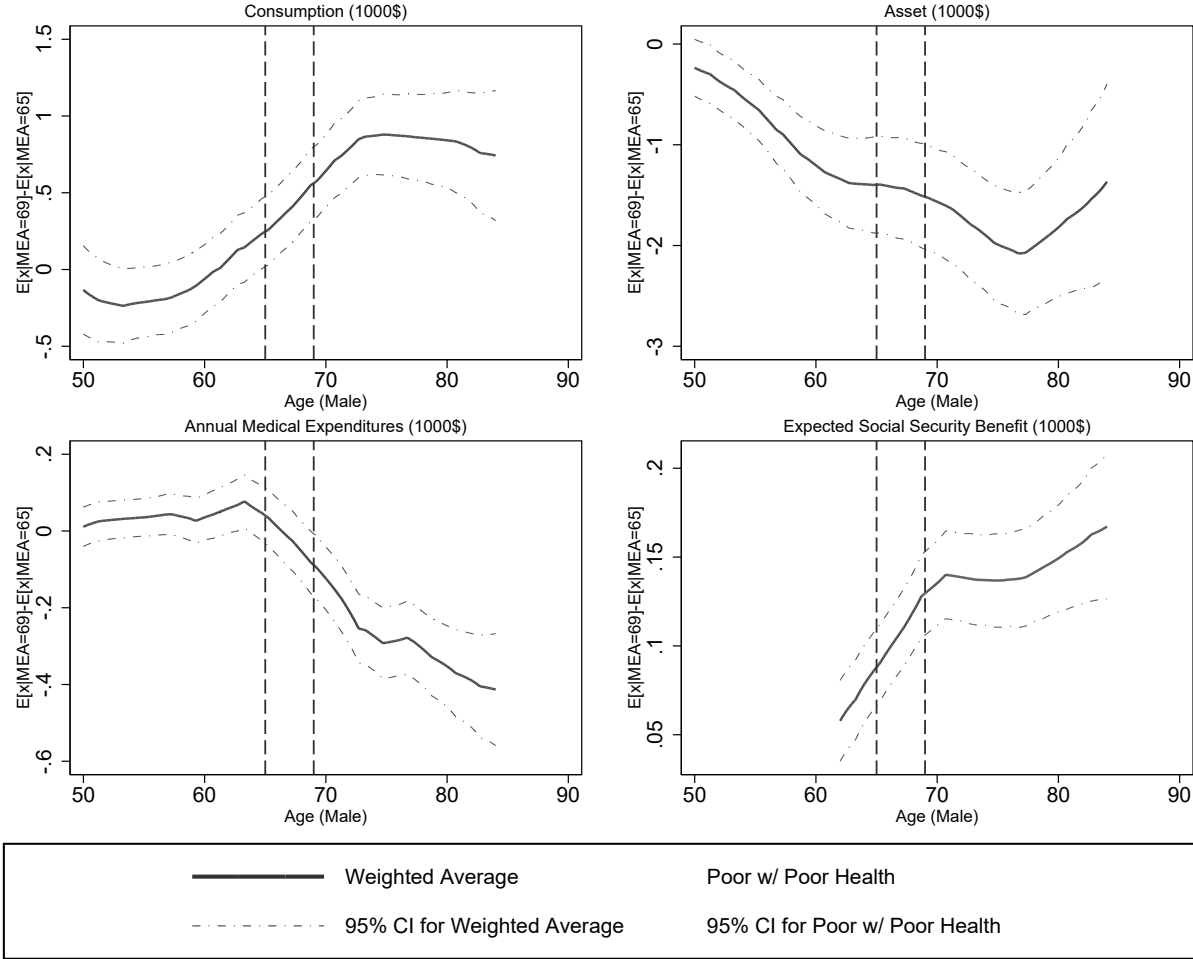 Consumption (1000$)
E[x|MEA=69]-E[x|MEA=65]
1.5
1
.5
0
-.5
50 60 70 80 90
Age (Male)
Asset (1000$)
E[x|MEA=69]-E[x|MEA=65]
0
-1
-2
-3
50 60 70 80 90
Age (Male)
Annual Medical Expenditures (1000$)
E[x|MEA=69]-E[x|MEA=65]
.2
0
-.2
-.4
-.6
50 60 70 80 90
Age (Male)
Expected Social Security Benefit (1000$)
E[x|MEA=69]-E[x|MEA=65]
.2
.15
.1
.05
50 60 70 80 90
Age (Male)
Weighted Average Poor w/ Poor Health
95% CI for Weighted Average 95% CI for Poor w/ Poor Health